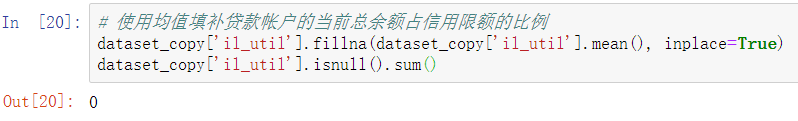 In [20]: # 使用均值填补贷款帐户的当前总余额占信用限额的比例
dataset_copy['il_util'].fillna(dataset_copy['il_util'].mean(), inplace=True)
dataset_copy['il_util'].isnull().sum()
Out[20]: 0